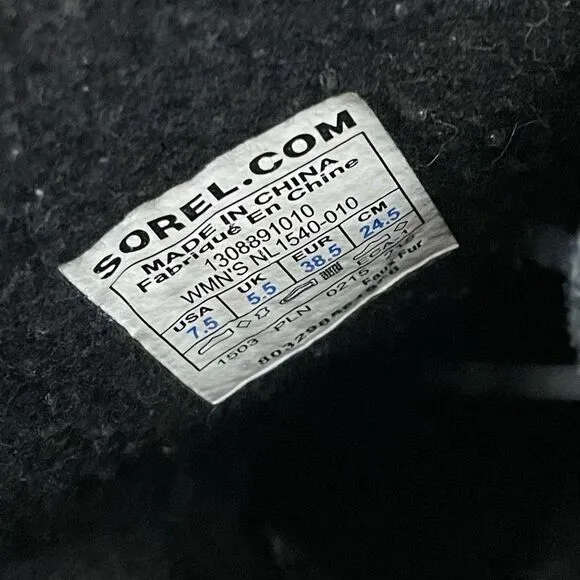 SOREL.COM
MADE IN CHINA
Fabriqué En Chine
1308891010
WMN'S NL1540-010
USA UK EUR CM
7.5 5.5 38.5 24.5
1503 PLN 0215
Faux Fur